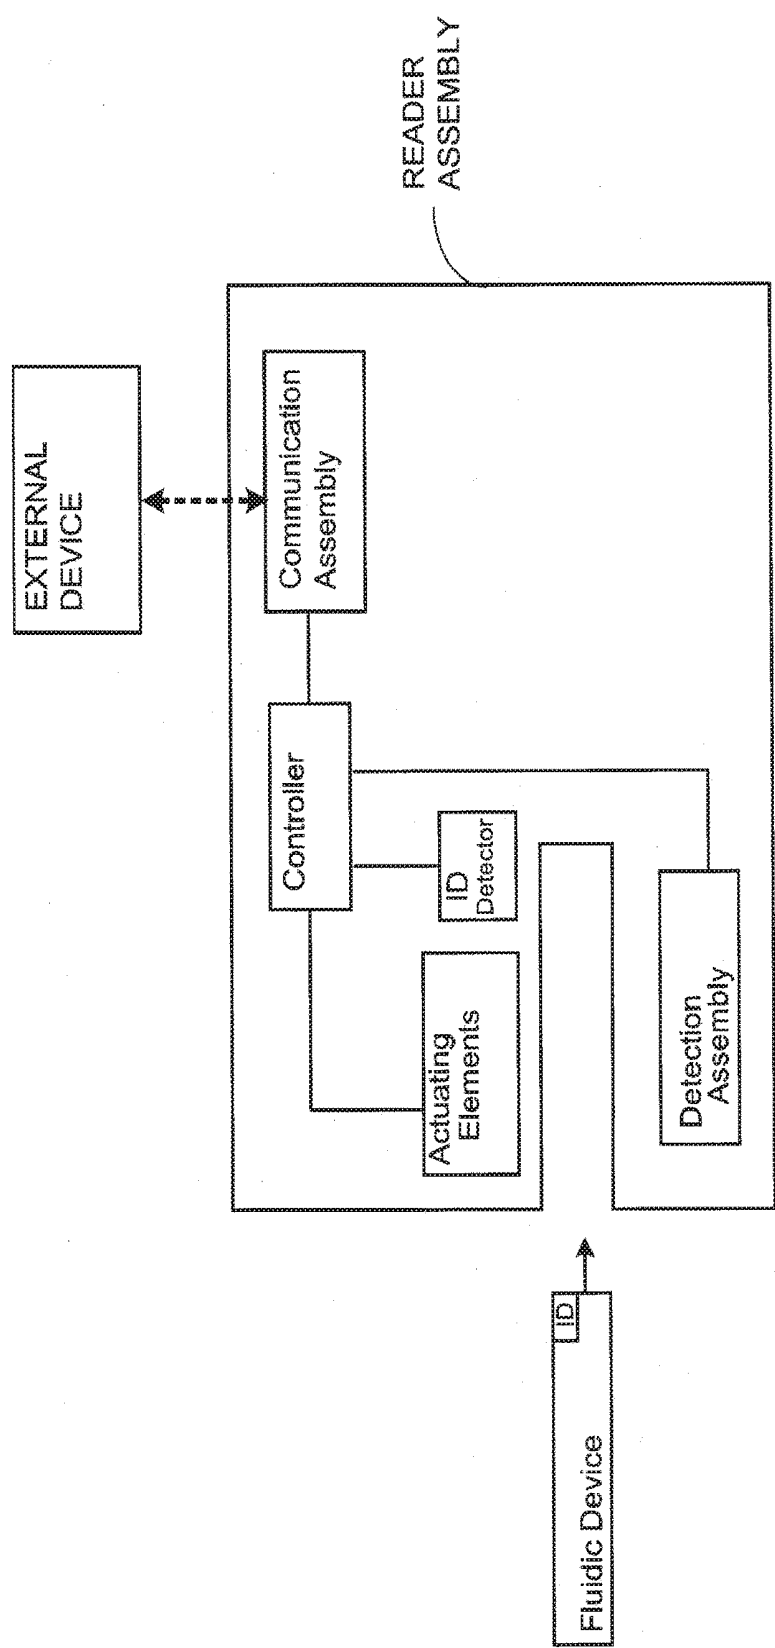 EXTERNAL
DEVICE
READER
ASSEMBLY
Communication
Assembly
Controller
ID
Detector
Actuating
Elements
Detection
Assembly
ID
Fluidic Device